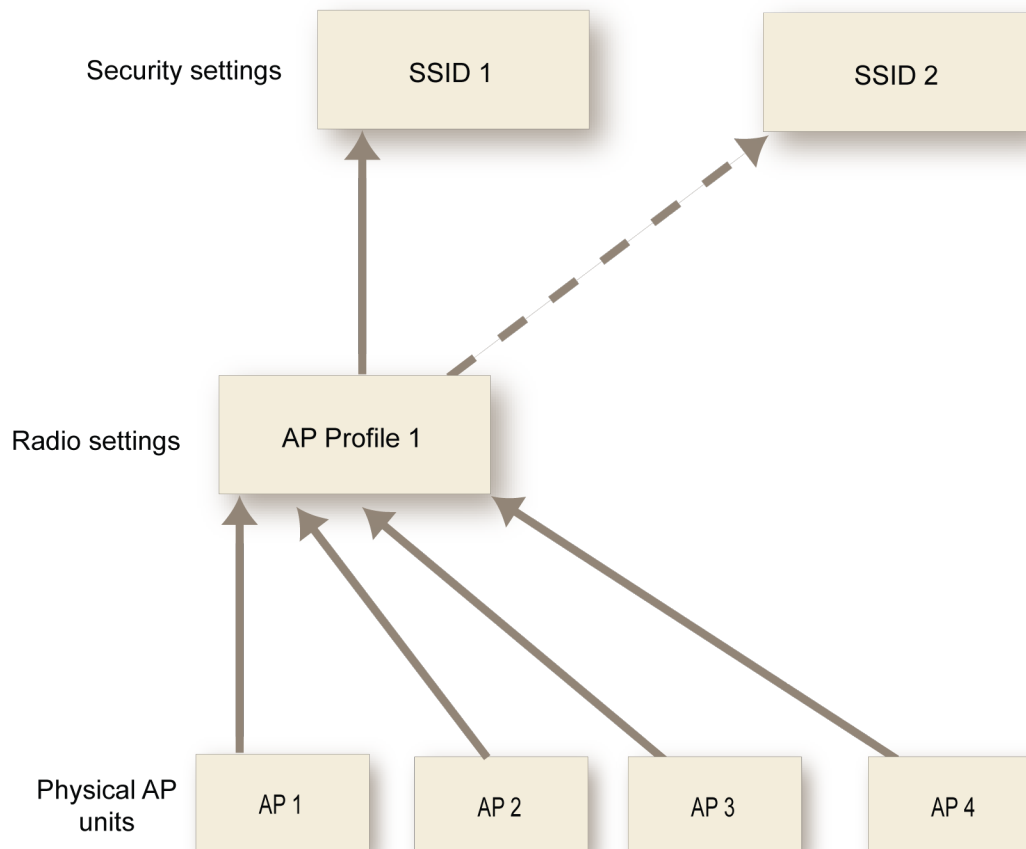 Security settings
SSID 1
SSID 2
Radio settings
AP Profile 1
Physical AP
units
AP 1
AP 2
AP 3
AP 4